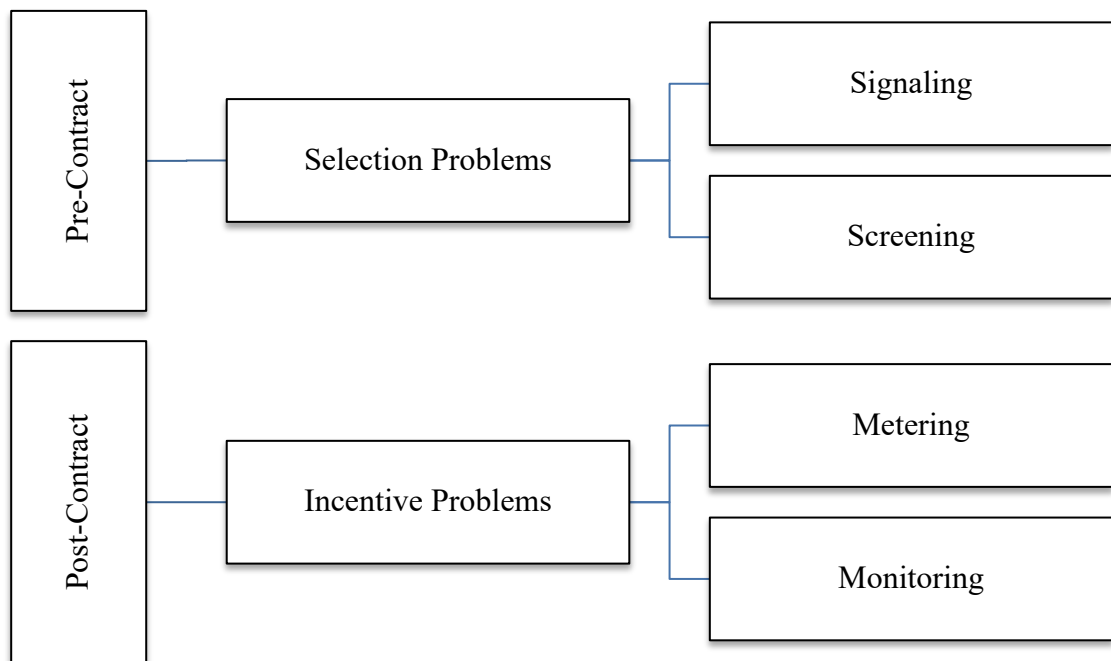 Pre-Contract
Selection Problems
Signaling
Screening
Post-Contract
Incentive Problems
Metering
Monitoring